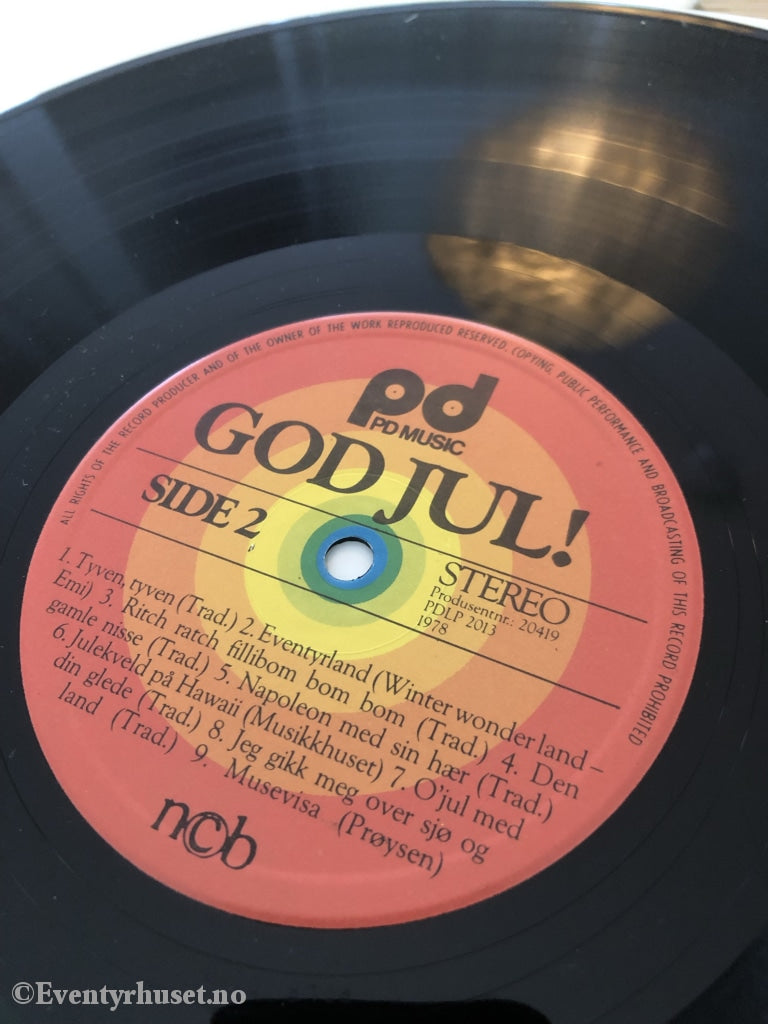 ALL RIGHTS OF THE RECORD PRODUCER AND OF THE OWNER OF THE WORK REPRODUCED RESERVED. COPYING, PUBLIC PERFORMANCE AND BROADCASTING OF THIS RECORD PROHIBITED
pd
PD MUSIC
GOD JUL!
SIDE 2
STEREO
Produsentnr.: 20419
PDLP 2013
1978
1. Tyven, tyven (Trad.) 2. Eventyrland (Winter wonderland –
Emi) 3. Ritch ratch fillibom bom bom (Trad.) 4. Den
gamle nisse (Trad.) 5. Napoleon med sin hær (Trad.)
6. Julekveld på Hawaii (Musikkhuset) 7. O'jul med
din glede (Trad.) 8. Jeg gikk meg over sjø og
land (Trad.) 9. Musevisa (Prøysen)
n©b
©Eventyrhuset.no